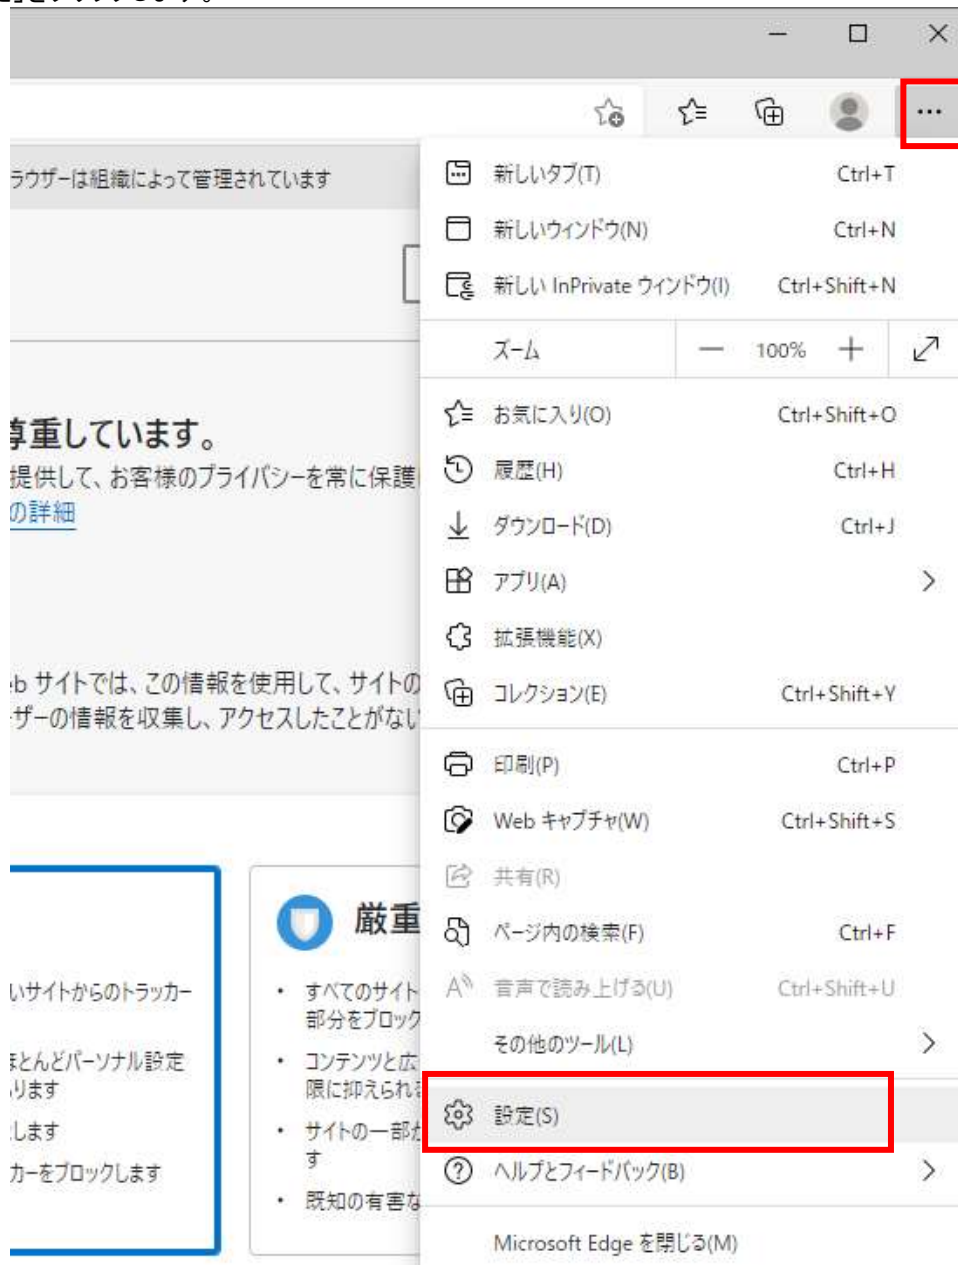 をクリックします。
ラウザーは組織によって管理されています
新しいタブ(T) Ctrl+T
新しいウィンドウ(N) Ctrl+N
新しい InPrivate ウィンドウ(I) Ctrl+Shift+N
ズーム 100%
お気に入り(O) Ctrl+Shift+O
履歴(H) Ctrl+H
ダウンロード(D) Ctrl+J
アプリ(A)
拡張機能(X)
コレクション(E) Ctrl+Shift+Y
印刷(P) Ctrl+P
Web キャプチャ(W) Ctrl+Shift+S
共有(R)
ページ内の検索(F) Ctrl+F
音声で読み上げる(U) Ctrl+Shift+U
その他のツール(L)
設定(S)
ヘルプとフィードバック(B)
Microsoft Edge を閉じる(M)
尊重しています。
提供して、お客様のプライバシーを常に保護
の詳細
b サイトでは、この情報を使用して、サイトの
ザーの情報を収集し、アクセスしたことがない
いサイトからのトラッカー
ほとんどパーソナル設定
ります
します
カーをブロックします
厳重
・ すべてのサイト
部分をブロック
・ コンテンツと広
限に抑えられ
・ サイトの一部が
す
・ 既知の有害な